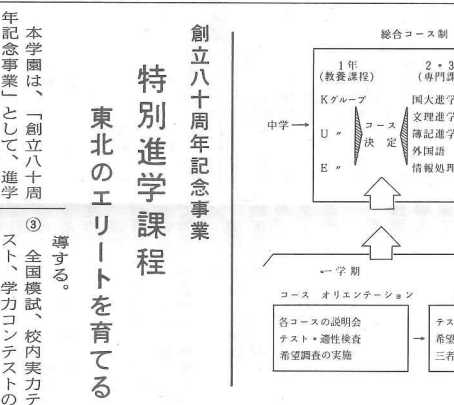 創立八十周年記念事業
特別進学課程
東北のエリートを育てる
本学園は、「創立八十周
年記念事業」として、進学
導する。
③ 全国模試、校内実力テ
スト、学力コンテストの
総合コース制
1年
(教養課程)
2・3
(専門課
中学
Kグループ
U 〃
E 〃
コース
決定
国大進学
文理進学
簿記進学
外国語
情報処理
一学期
コース オリエンテーション
各コースの説明会
テスト・適性検査
希望調査の実施
テス
希望
三者